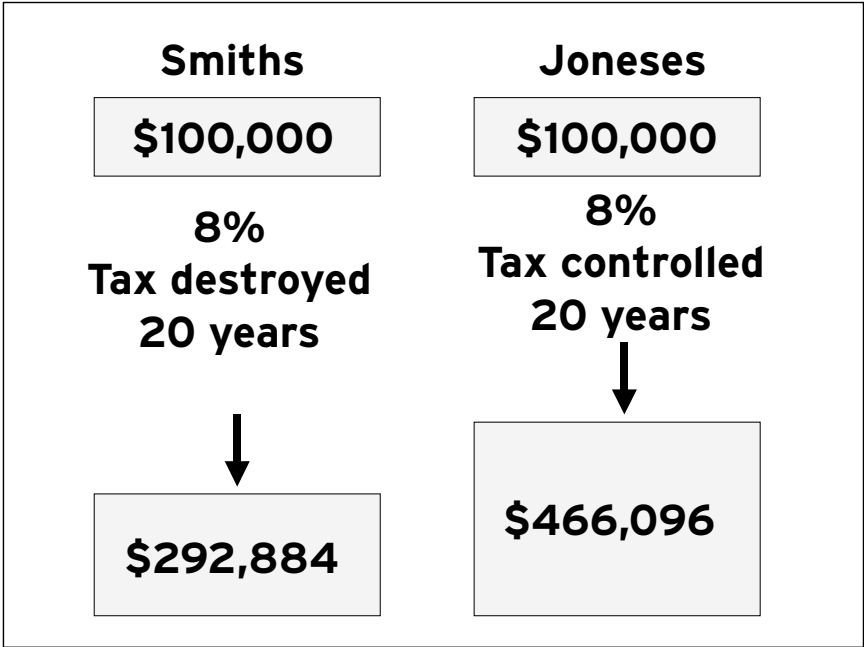 Smiths
$100,000
8%
Tax destroyed
20 years
$292,884
Joneses
$100,000
8%
Tax controlled
20 years
$466,096